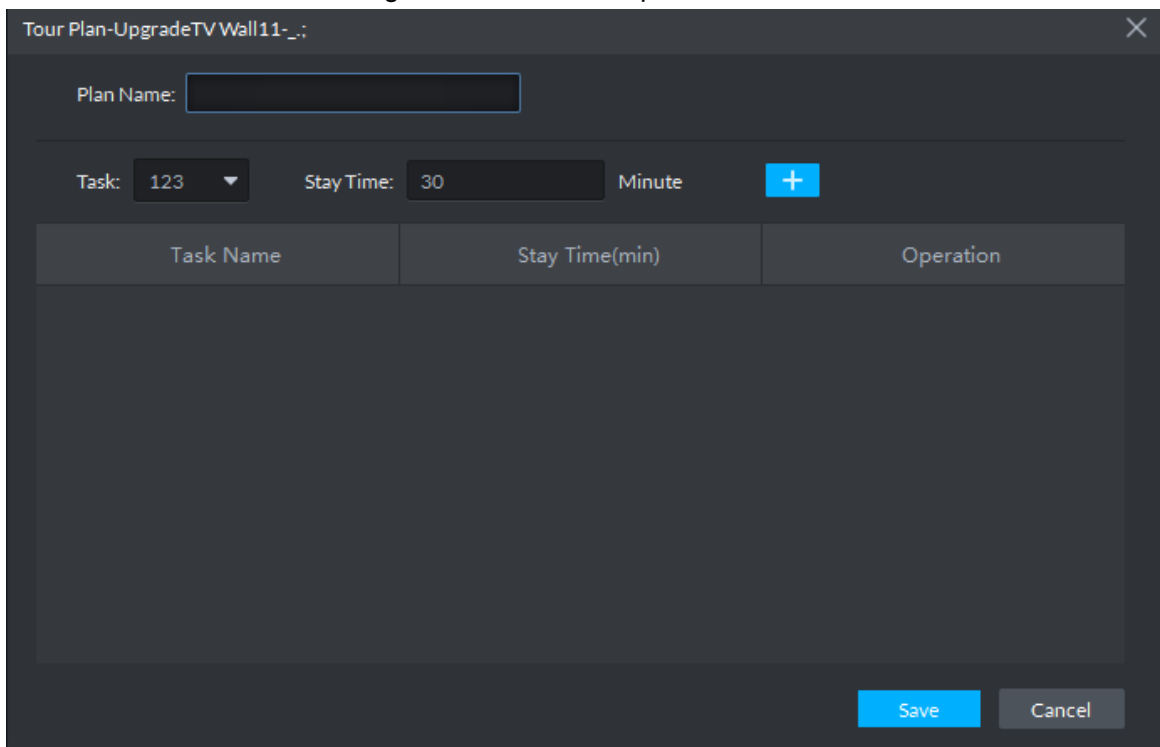 Tour Plan-UpgradeTV Wall11-_.;
Plan Name:
Task: 123 Stay Time: 30 Minute
Task Name Stay Time(min) Operation
Save Cancel